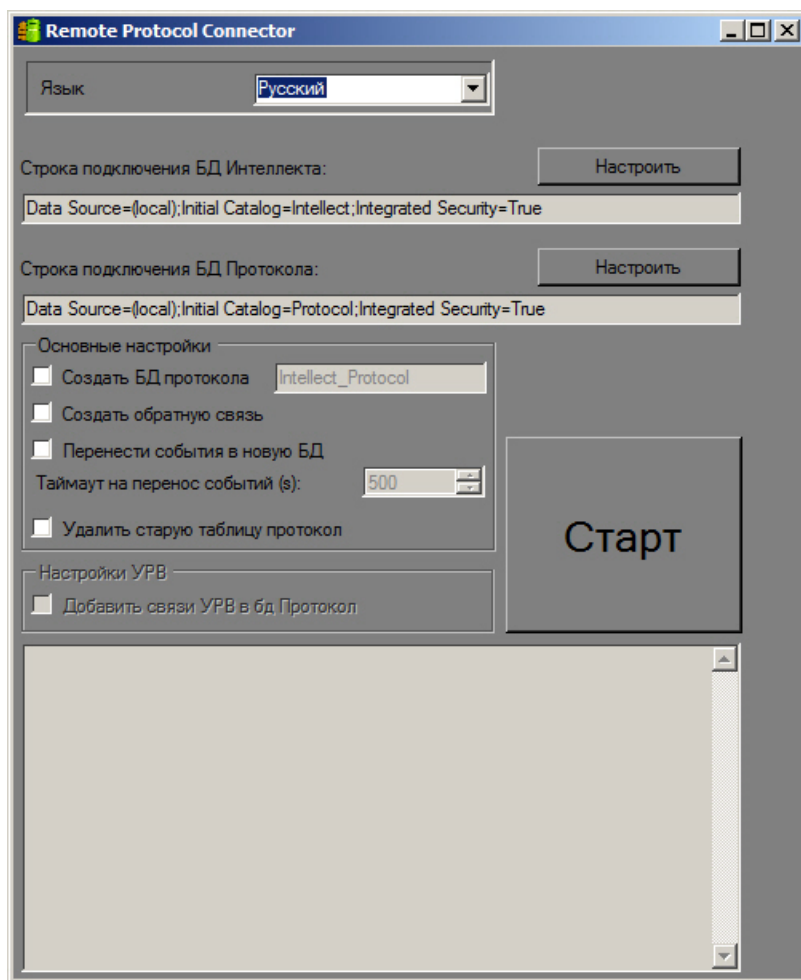 Remote Protocol Connector
Язык
Русский
Строка подключения БД Интеллекта:
Настроить
Data Source=(local);Initial Catalog=Intellect;Integrated Security=True
Строка подключения БД Протокола:
Настроить
Data Source=(local);Initial Catalog=Protocol;Integrated Security=True
Основные настройки
Создать БД протокола
Intellect_Protocol
Создать обратную связь
Перенести события в новую БД
Таймаут на перенос событий (s):
500
Удалить старую таблицу протокол
Старт
Настройки УРВ
Добавить связи УРВ в бд Протокол